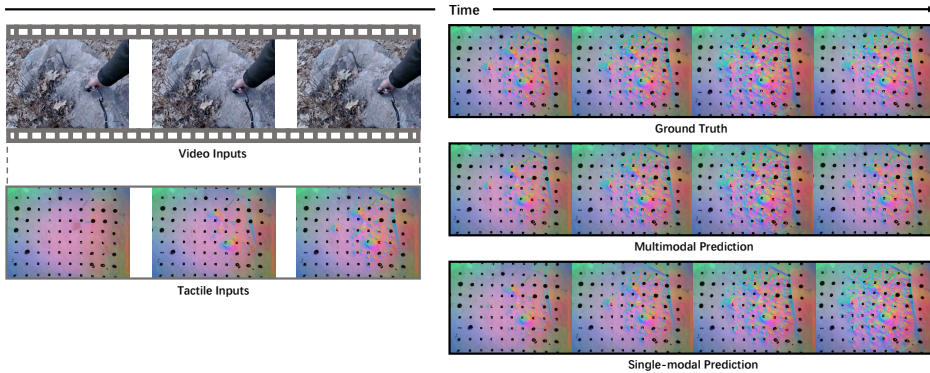 Time
Video Inputs
Tactile Inputs
Ground Truth
Multimodal Prediction
Single-modal Prediction